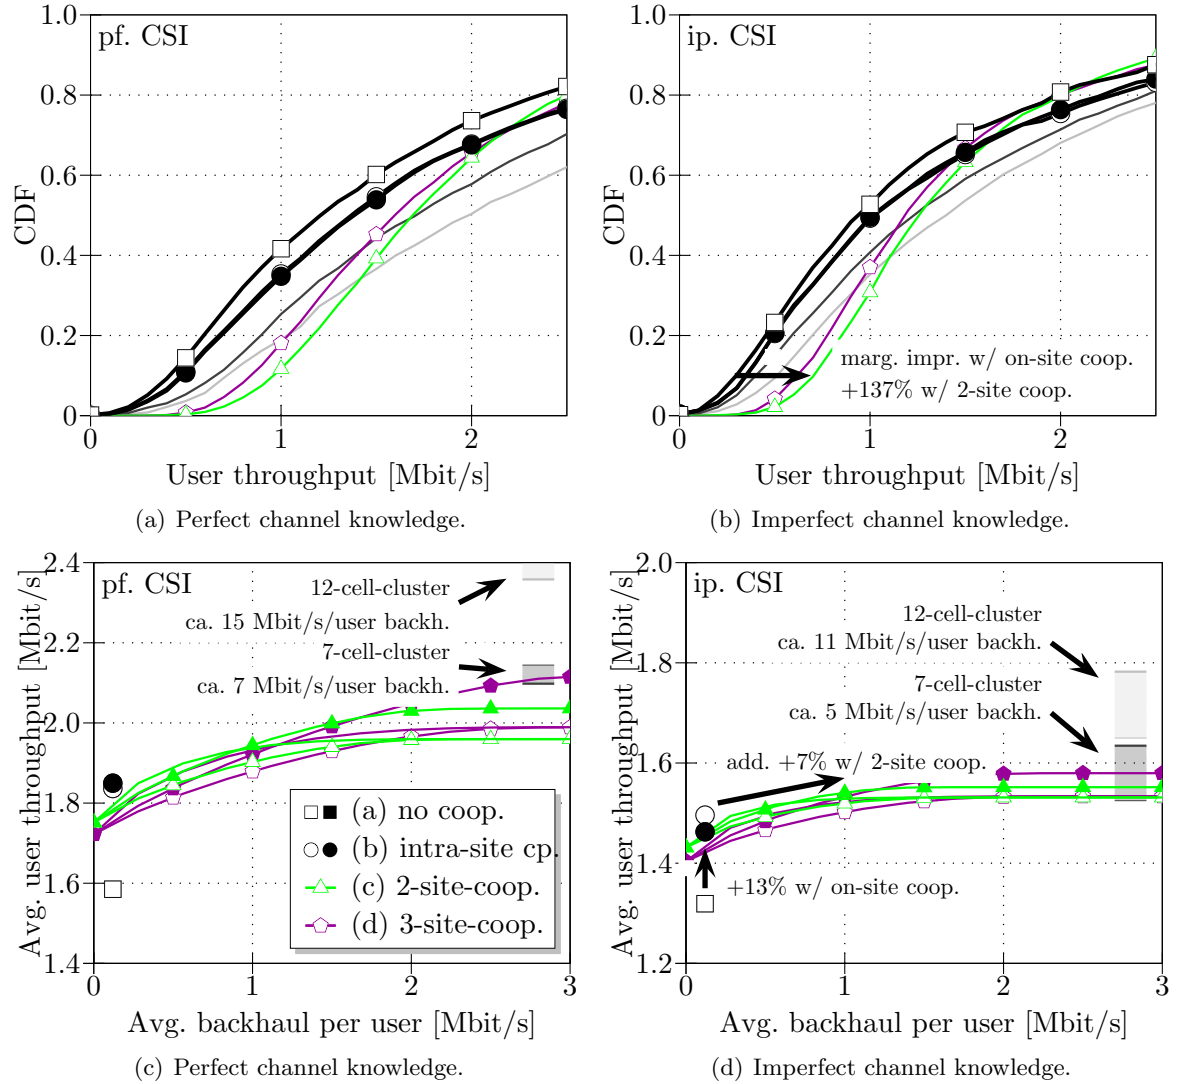 pf. CSI
1.0
0.8
0.6
0.4
0.2
0
CDF
0
1
2
User throughput [Mbit/s]
(a) Perfect channel knowledge.
ip. CSI
1.0
0.8
0.6
0.4
0.2
0
CDF
marg. impr. w/ on-site coop.
+137% w/ 2-site coop.
0
1
2
User throughput [Mbit/s]
(b) Imperfect channel knowledge.
pf. CSI
2.4
2.2
2.0
1.8
1.6
1.4
Avg. user throughput [Mbit/s]
12-cell-cluster
ca. 15 Mbit/s/user backh.
7-cell-cluster
ca. 7 Mbit/s/user backh.
(a) no coop.
(b) intra-site cp.
(c) 2-site-coop.
(d) 3-site-coop.
0
1
2
3
Avg. backhaul per user [Mbit/s]
(c) Perfect channel knowledge.
ip. CSI
2.0
1.8
1.6
1.4
1.2
Avg. user throughput [Mbit/s]
12-cell-cluster
ca. 11 Mbit/s/user backh.
7-cell-cluster
ca. 5 Mbit/s/user backh.
add. +7% w/ 2-site coop.
+13% w/ on-site coop.
0
1
2
3
Avg. backhaul per user [Mbit/s]
(d) Imperfect channel knowledge.